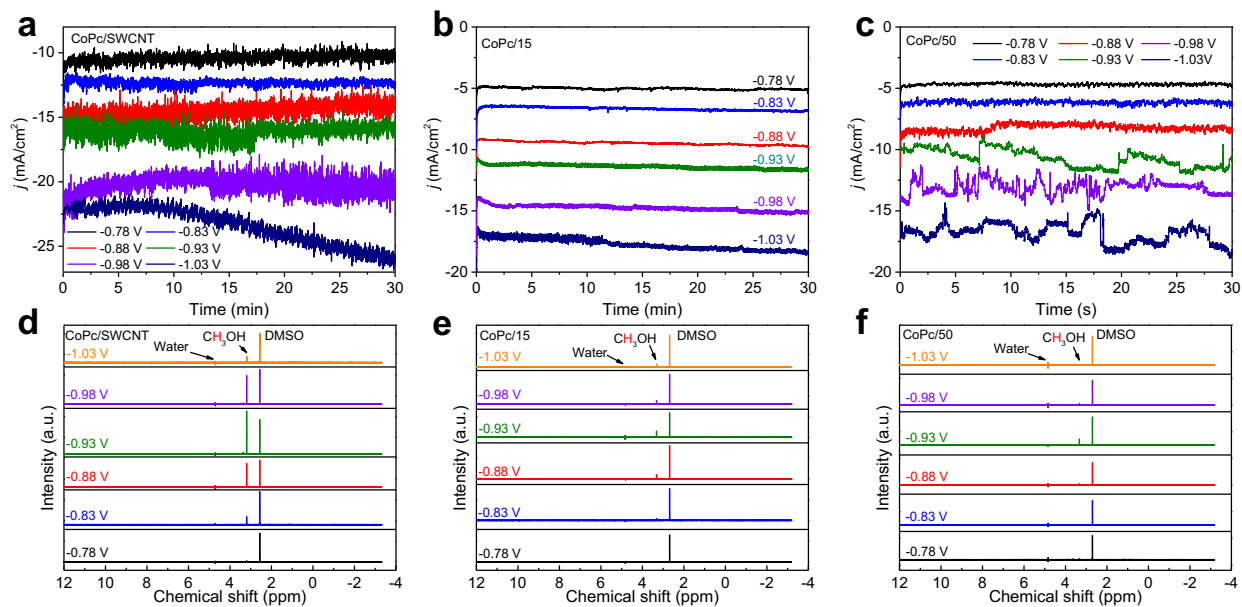 a
CoPc/SWCNT
-10
-15
-20
-25
j (mA/cm²)
-0.78 V -0.83 V
-0.88 V -0.93 V
-0.98 V -1.03 V
0 5 10 15 20 25 30
Time (min)
b
CoPc/15
0
-5
-10
-15
-20
j (mA/cm²)
-0.78 V
-0.83 V
-0.88 V
-0.93 V
-0.98 V
-1.03 V
0 5 10 15 20 25 30
Time (min)
c
CoPc/50
-0.78 V -0.88 V -0.98 V
-0.83 V -0.93 V -1.03V
0
-5
-10
-15
-20
j (mA/cm²)
0 5 10 15 20 25 30
Time (s)
d
CoPc/SWCNT
Water
CH₃OH
DMSO
-1.03 V
-0.98 V
-0.93 V
-0.88 V
-0.83 V
-0.78 V
Intensity (a.u.)
12 10 8 6 4 2 0 -2 -4
Chemical shift (ppm)
e
CoPc/15
Water
CH₃OH
DMSO
-1.03 V
-0.98 V
-0.93 V
-0.88 V
-0.83 V
-0.78 V
Intensity (a.u.)
12 10 8 6 4 2 0 -2 -4
Chemical shift (ppm)
f
CoPc/50
Water
CH₃OH
DMSO
-1.03 V
-0.98 V
-0.93 V
-0.88 V
-0.83 V
-0.78 V
Intensity (a.u.)
12 10 8 6 4 2 0 -2 -4
Chemical shift (ppm)